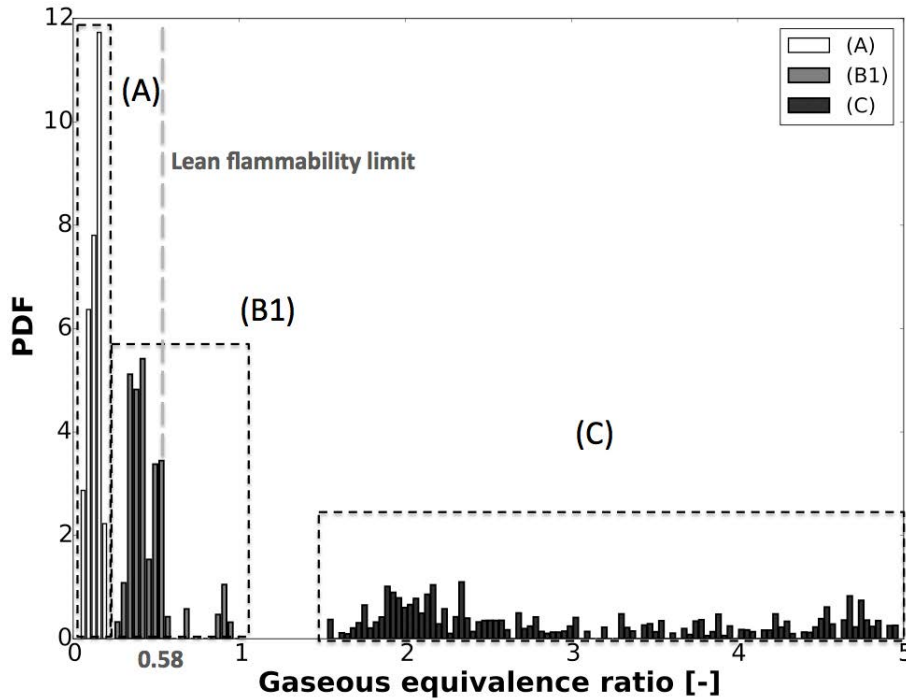 12
10
8
6
4
2
0
PDF
(A)
Lean flammability limit
(B1)
(C)
(A)
(B1)
(C)
0
1
2
3
4
5
0.58
Gaseous equivalence ratio [-]